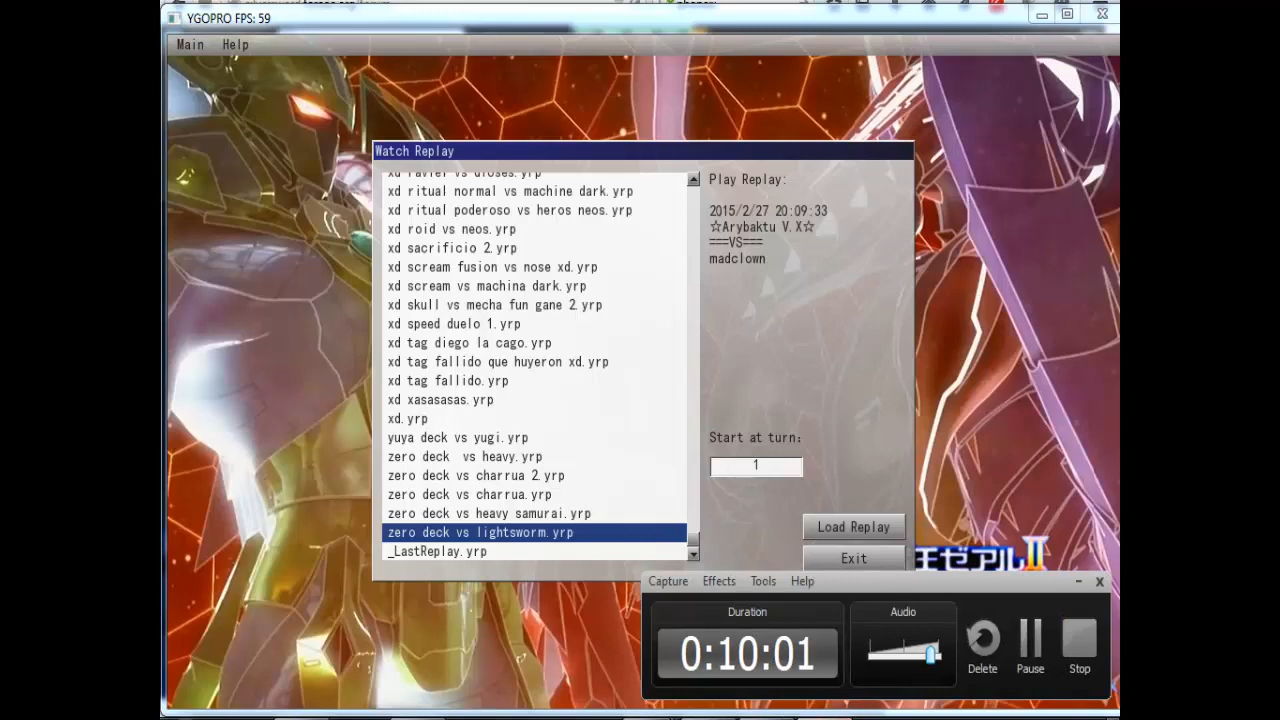 YGOPRO FPS: 59
Main Help
Watch Replay
xd ritual normal vs machine dark.yrp
xd ritual poderoso vs heros neos.yrp
xd roid vs neos.yrp
xd sacrificio 2.yrp
xd scream fusion vs nose xd.yrp
xd scream vs machina dark.yrp
xd skull vs mecha fun gane 2.yrp
xd speed duelo 1.yrp
xd tag diego la cago.yrp
xd tag fallido que huyeron xd.yrp
xd tag fallido.yrp
xd xasasasas.yrp
xd.yrp
yuya deck vs yugi.yrp
zero deck  vs heavy.yrp
zero deck vs charrua 2.yrp
zero deck vs charrua.yrp
zero deck vs heavy samurai.yrp
zero deck vs lightsworm.yrp
_LastReplay.yrp
Play Replay:
2015/2/27 20:09:33
☆Arybaktu V.X☆
===VS===
madclown
Start at turn:
1
Load Replay
Exit
王ゼアルII
Capture Effects Tools Help
Duration
0:10:01
Audio
Delete
Pause
Stop